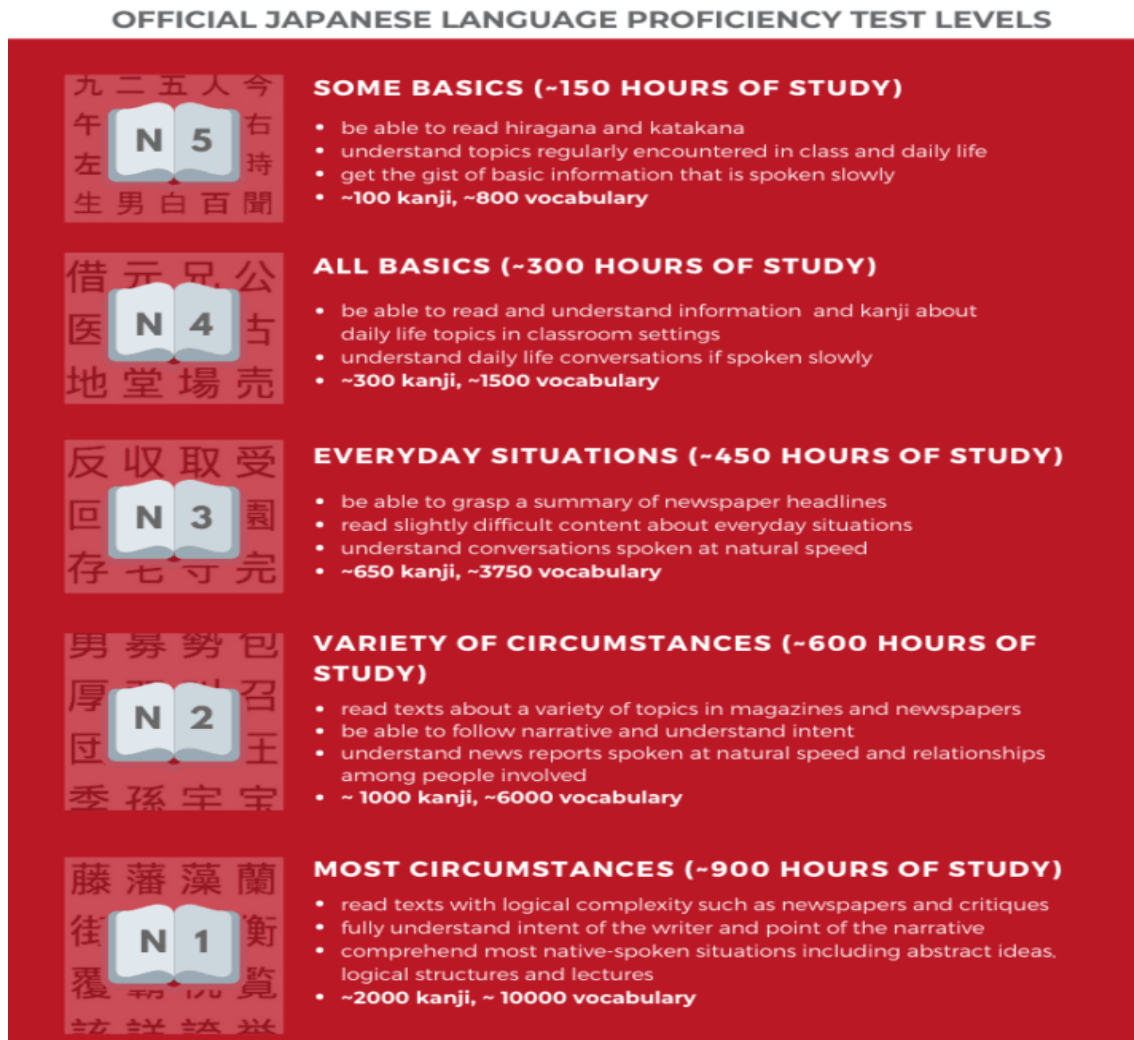 OFFICIAL JAPANESE LANGUAGE PROFICIENCY TEST LEVELS
九 二 五 人 今
午 右
左 時
生 男 白 百 聞
N 5
SOME BASICS (~150 HOURS OF STUDY)
• be able to read hiragana and katakana
• understand topics regularly encountered in class and daily life
• get the gist of basic information that is spoken slowly
• ~100 kanji, ~800 vocabulary
借 元 兄 公
医
地 堂 場 売
N 4
ALL BASICS (~300 HOURS OF STUDY)
• be able to read and understand information and kanji about
daily life topics in classroom settings
• understand daily life conversations if spoken slowly
• ~300 kanji, ~1500 vocabulary
反 収 取 受
回 園
存 宅 守 完
N 3
EVERYDAY SITUATIONS (~450 HOURS OF STUDY)
• be able to grasp a summary of newspaper headlines
• read slightly difficult content about everyday situations
• understand conversations spoken at natural speed
• ~650 kanji, ~3750 vocabulary
募 勢 包
厚 召
団 王
季 孫 宇 宝
N 2
VARIETY OF CIRCUMSTANCES (~600 HOURS OF
STUDY)
• read texts about a variety of topics in magazines and newspapers
• be able to follow narrative and understand intent
• understand news reports spoken at natural speed and relationships
among people involved
• ~ 1000 kanji, ~6000 vocabulary
藤 藩 藻 蘭
街 衡
覆 覧
該 詳 誇 誉
N 1
MOST CIRCUMSTANCES (~900 HOURS OF STUDY)
• read texts with logical complexity such as newspapers and critiques
• fully understand intent of the writer and point of the narrative
• comprehend most native-spoken situations including abstract ideas,
logical structures and lectures
• ~2000 kanji, ~ 10000 vocabulary